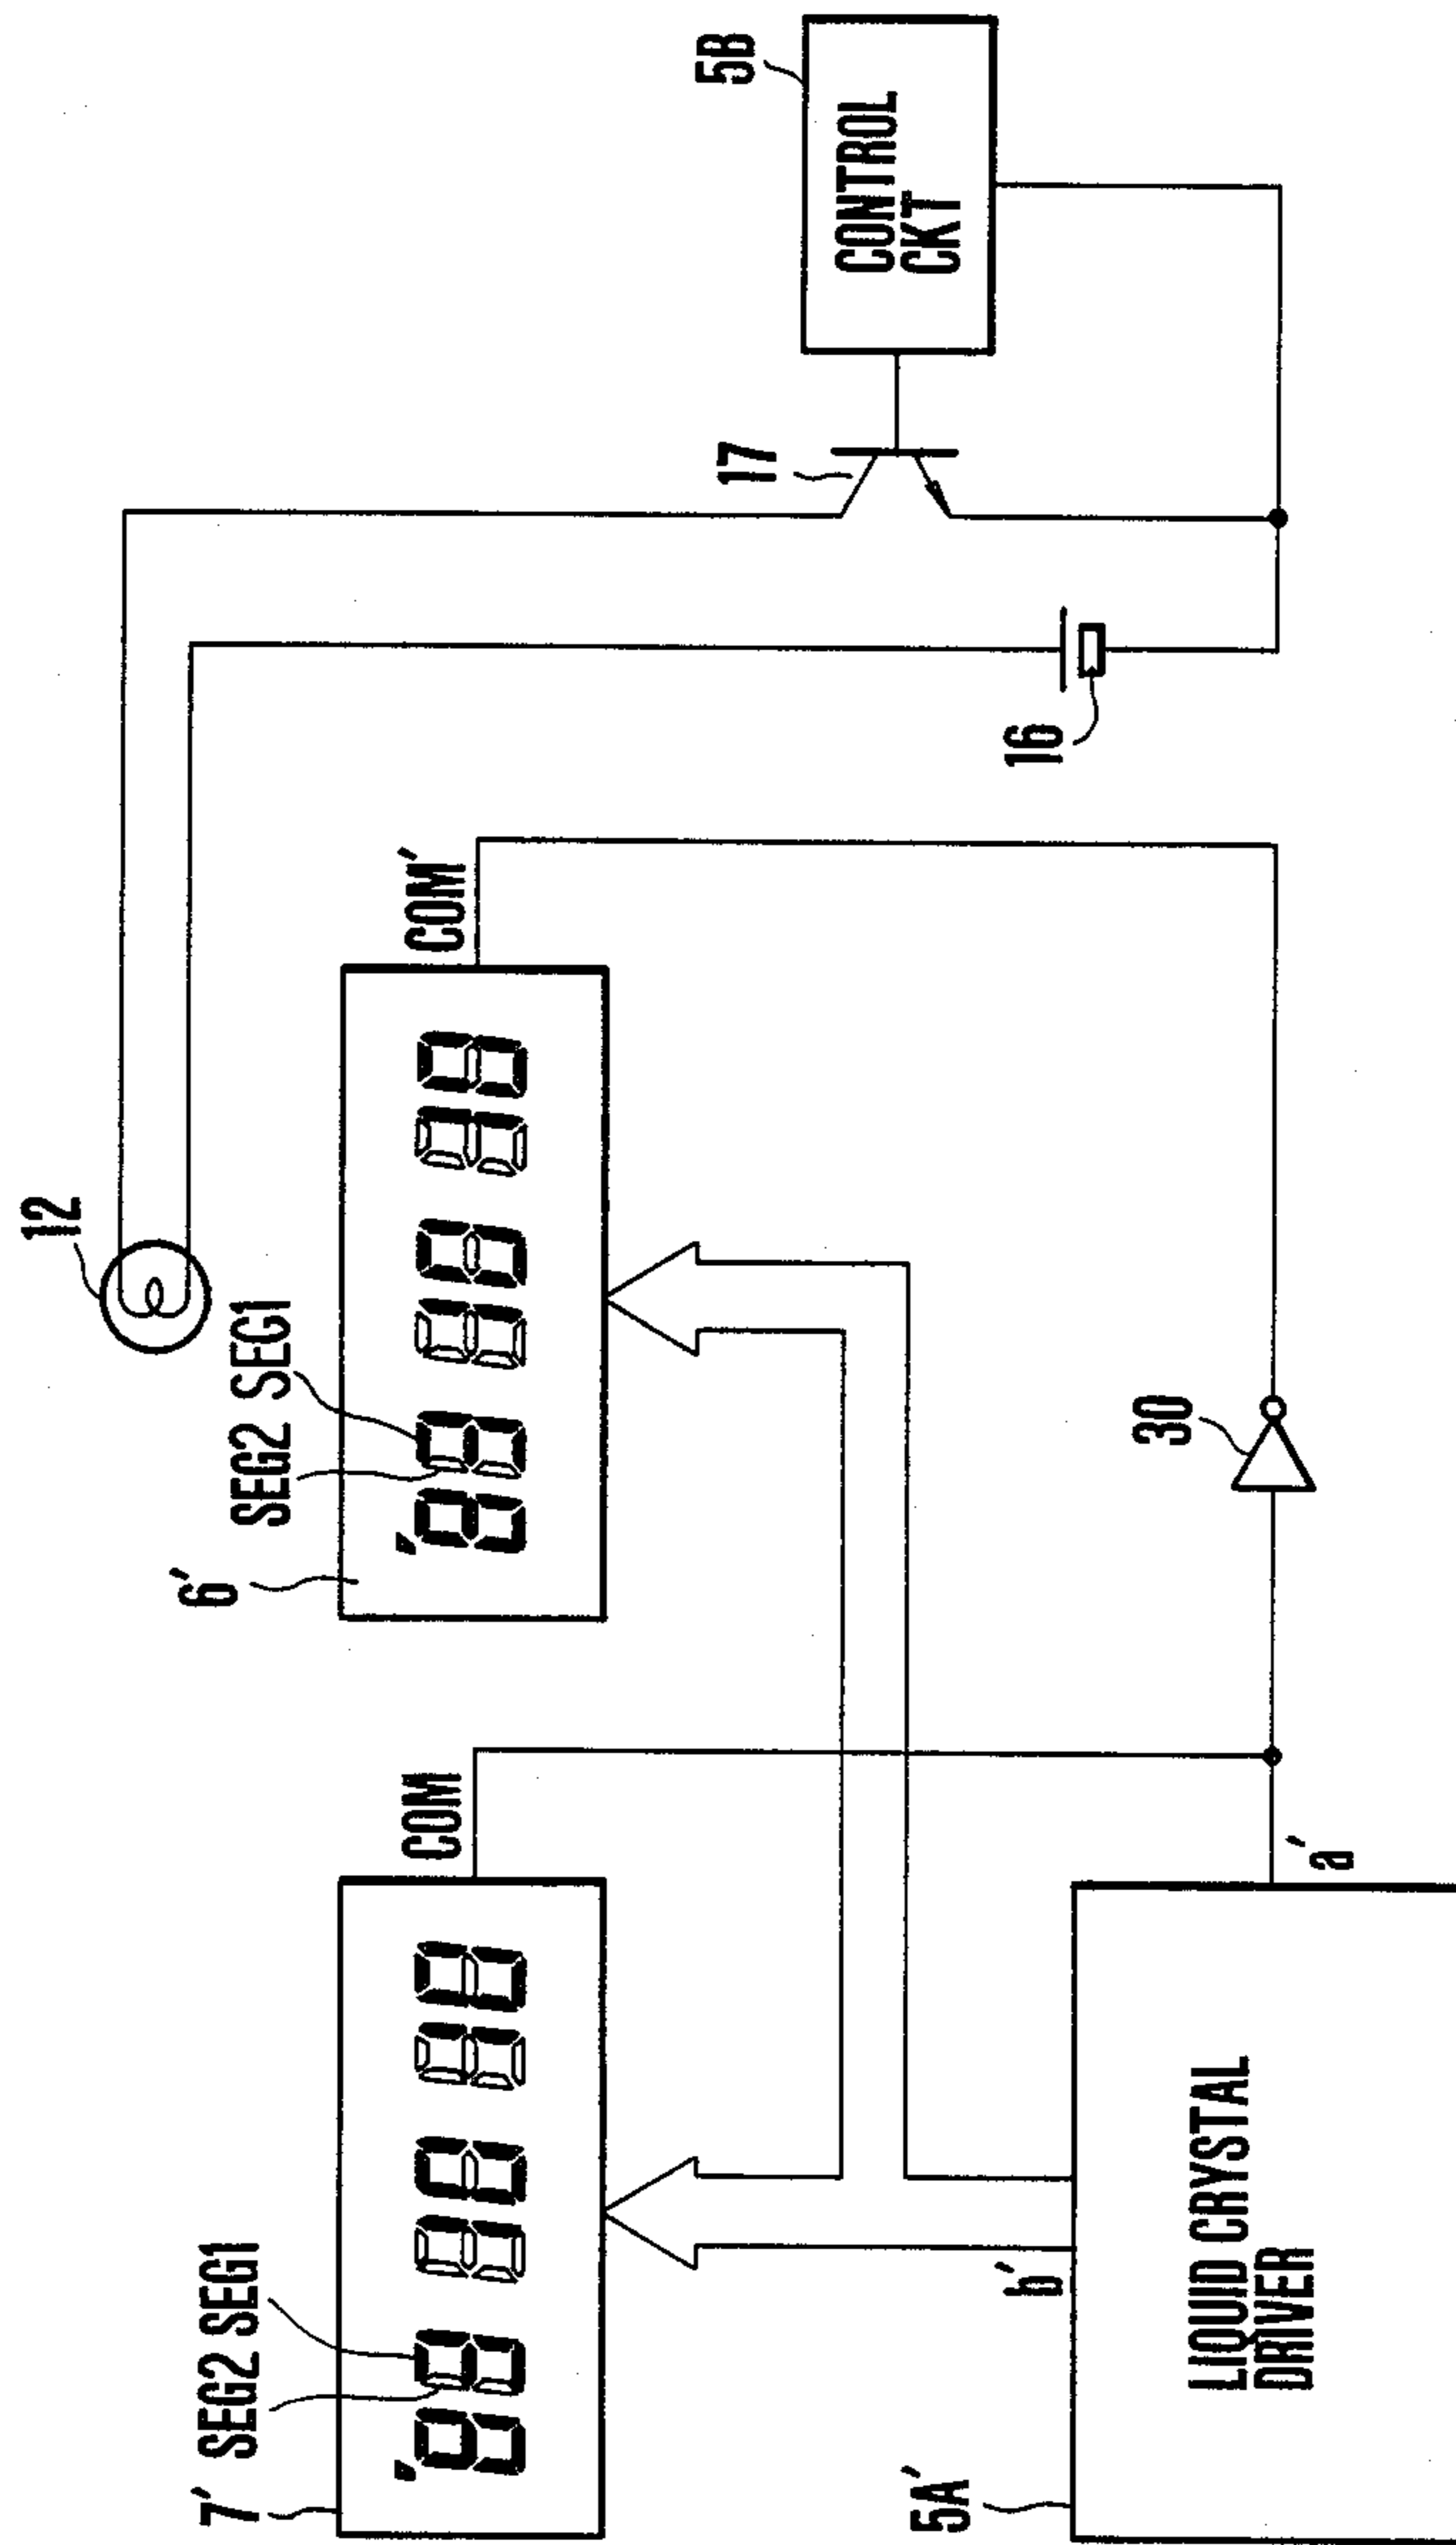 12
7'
SEG2 SEG1
6'
SEG2 SEG1
COM
COM'
5B
17
CONTROL
CKT
5A'
b'
16
30
LIQUID CRYSTAL
DRIVER
a'